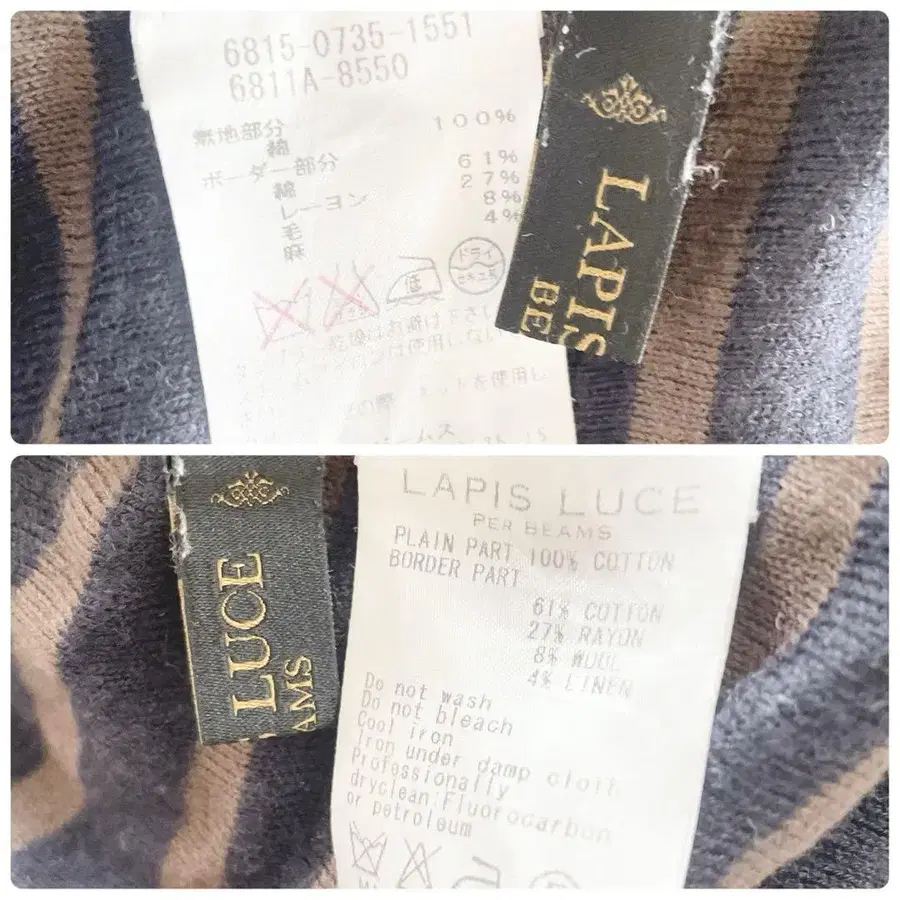 6815-0735-1551
6811A-8550
無地部分
綿 100%
ボーダー部分
綿 61%
レーヨン 27%
毛 8%
麻 4%
ドライ
低
LAPIS
BE
LUCE
AMS
LAPIS LUCE
PER BEAMS
PLAIN PART 100% COTTON
BORDER PART
61% COTTON
27% RAYON
8% WOOL
4% LINEN
Do not wash
Do not bleach
Cool iron
Iron under damp cloth
Professionally
dryclean:Fluorocarbon
or petroleum